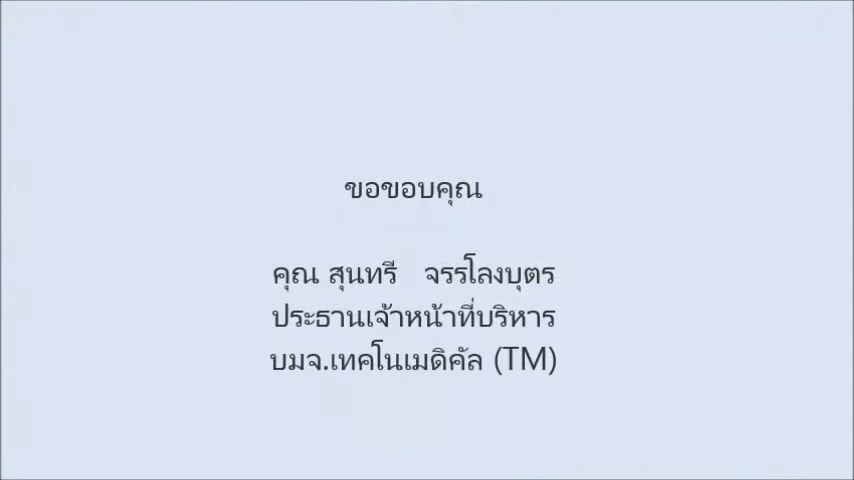 ขอขอบคุณ
คุณ สุนทรี จรรโลงบุตร
ประธานเจ้าหน้าที่บริหาร
บมจ.เทคโนเมดิคัล (TM)